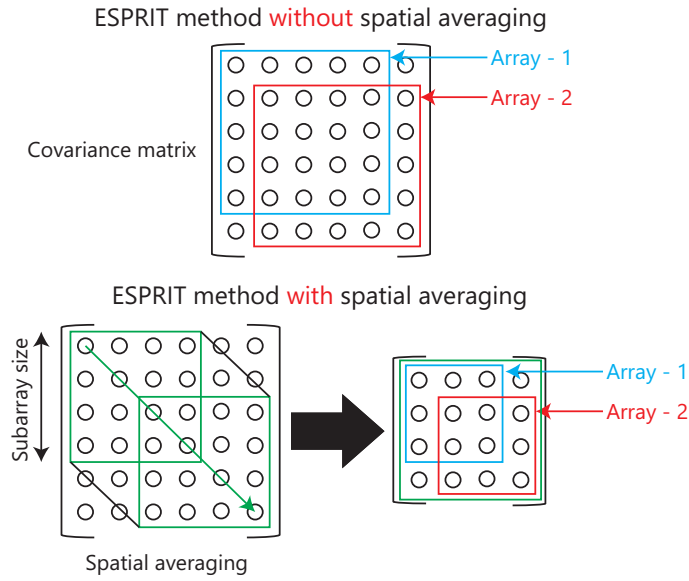 ESPRIT method without spatial averaging
Array - 1
Array - 2
Covariance matrix
ESPRIT method with spatial averaging
Subarray size
Array - 1
Array - 2
Spatial averaging